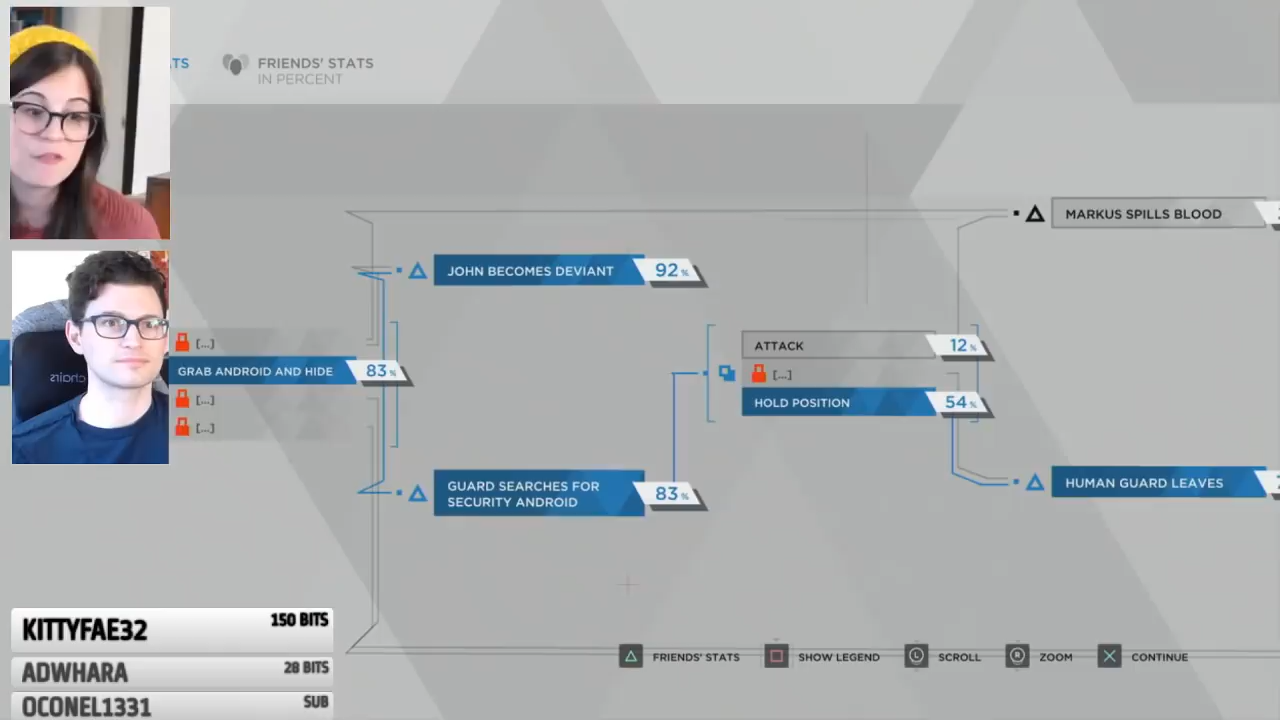 ATS
FRIENDS' STATS
IN PERCENT
MARKUS SPILLS BLOOD
JOHN BECOMES DEVIANT 92%
[...]
GRAB ANDROID AND HIDE 83%
[...]
[...]
ATTACK 12%
[...]
HOLD POSITION 54%
GUARD SEARCHES FOR
SECURITY ANDROID 83%
HUMAN GUARD LEAVES
chairs
KITTYFAE32 150 BITS
ADWHARA 28 BITS
OCONEL1331 SUB
FRIENDS' STATS SHOW LEGEND L SCROLL R ZOOM CONTINUE